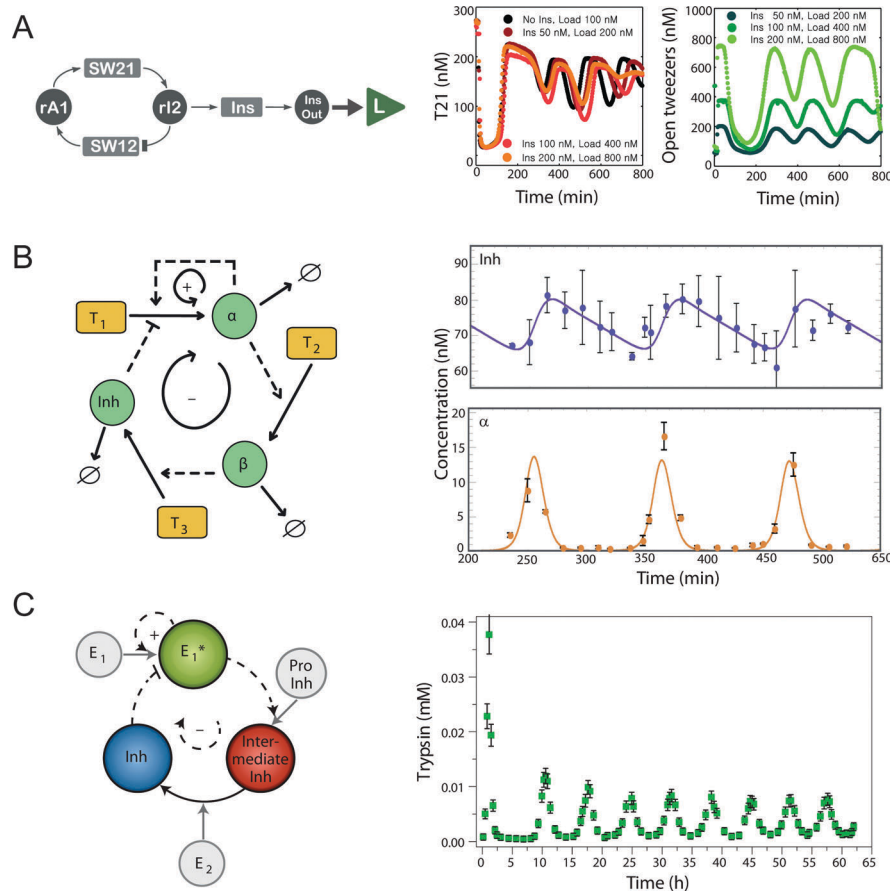 A
SW21
rA1
rI2
Ins
Ins
Out
L
SW12
T21
(nM)
300
200
100
0
No Ins, Load 100 nM
Ins 50 nM, Load 200 nM
Ins 100 nM, Load 400 nM
Ins 200 nM, Load 800 nM
0 200 400 600 800
Time (min)
Open tweezers
(nM)
1000
800
600
400
200
0
Ins 50 nM, Load 200 nM
Ins 100 nM, Load 400 nM
Ins 200 nM, Load 800 nM
0 200 400 600 800
Time (min)
B
T1
+
α
∅
T2
−
Inh
∅
β
∅
T3
Concentration (nM)
Inh
90
80
70
60
α
20
15
10
5
0
200 250 300 350 400 450 500 550 650
Time (min)
C
E1
+
E1*
Pro
Inh
−
Inh
Inter-
mediate
Inh
E2
Trypsin (mM)
0.04
0.03
0.02
0.01
0.00
0 5 10 15 20 25 30 35 40 45 50 55 60 65
Time (h)